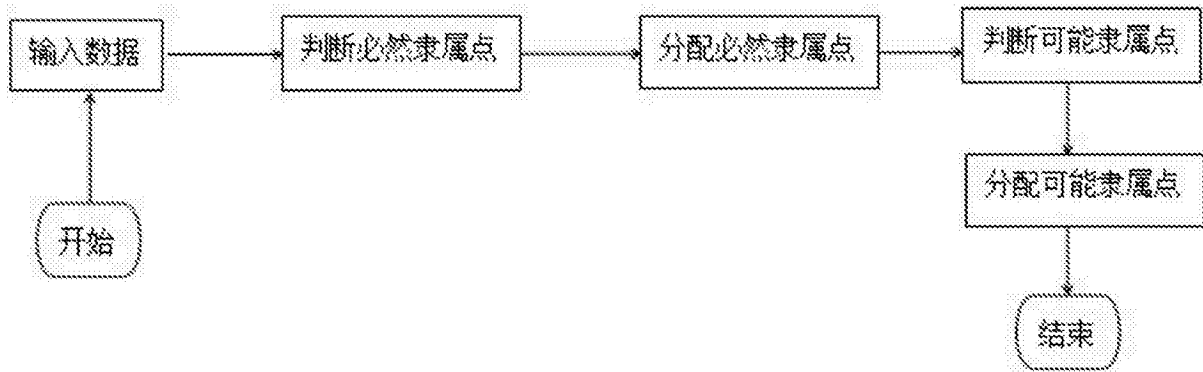 开始
输入数据
判断必然隶属点
分配必然隶属点
判断可能隶属点
分配可能隶属点
结束